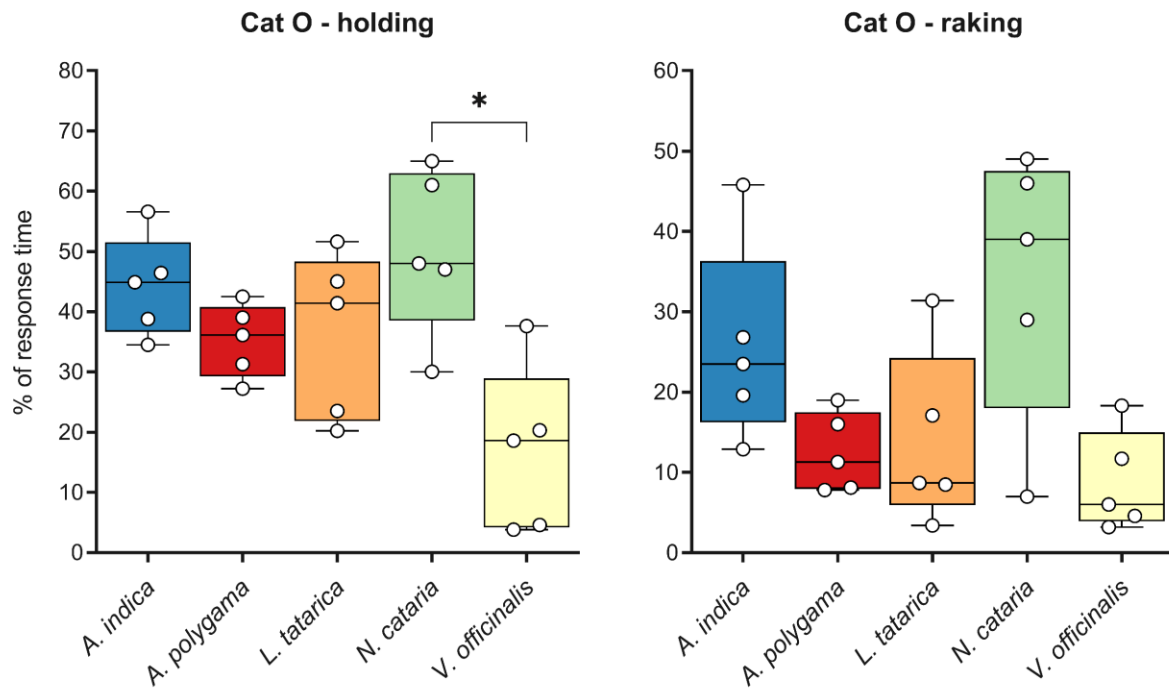 Cat O - holding
80
70
60
50
40
30
20
10
0
% of response time
*
A. indica
A. polygama
L. tatarica
N. cataria
V. officinalis
Cat O - raking
60
50
40
30
20
10
0
A. indica
A. polygama
L. tatarica
N. cataria
V. officinalis